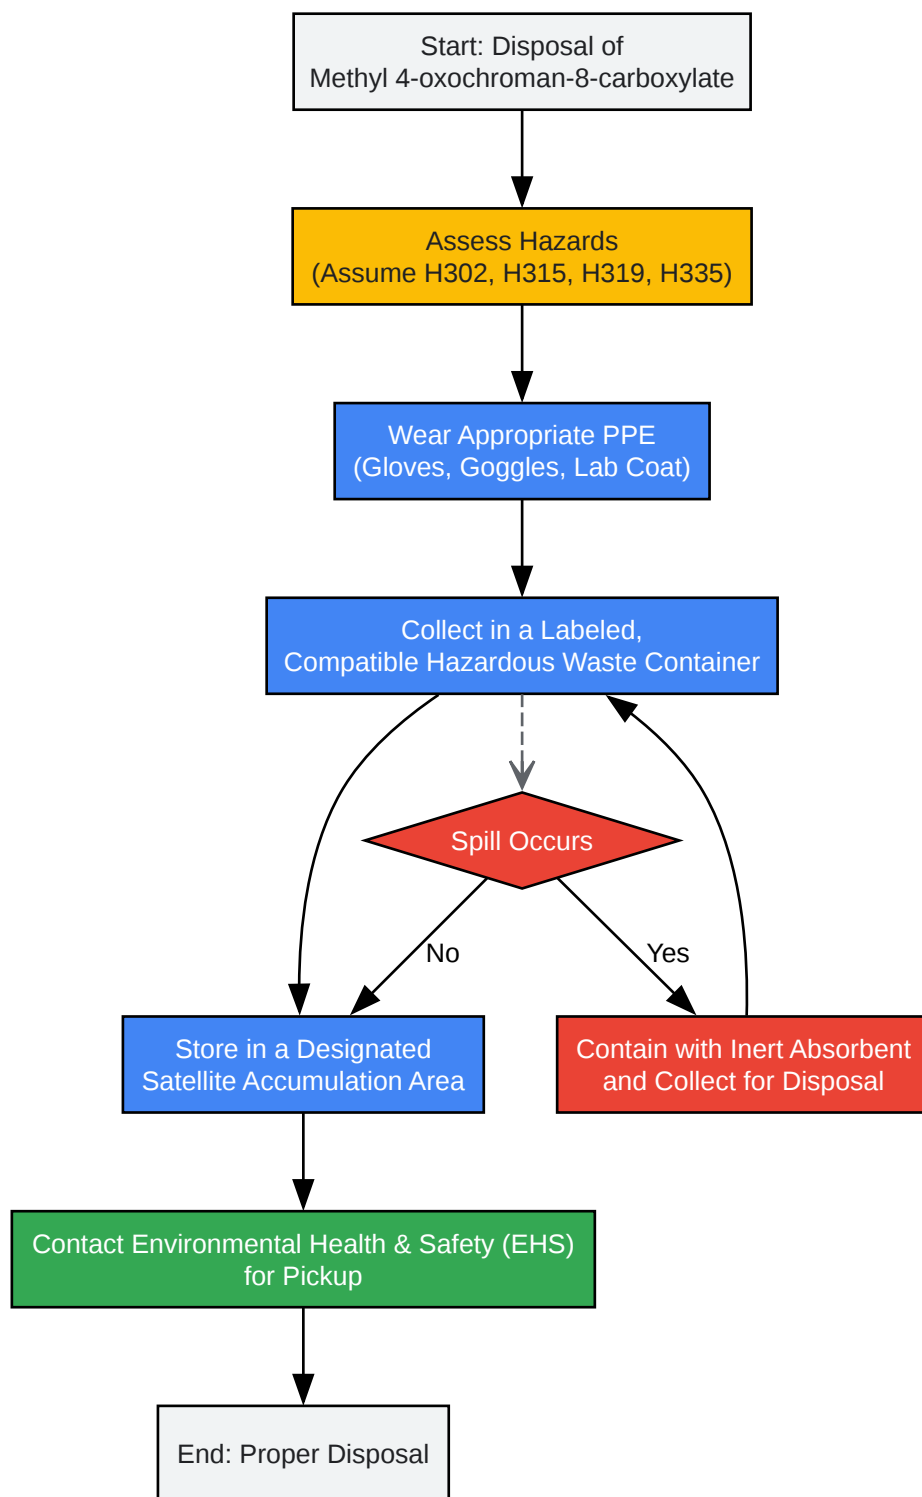 Start: Disposal of
Methyl 4-oxochroman-8-carboxylate
Assess Hazards
(Assume H302, H315, H319, H335)
Wear Appropriate PPE
(Gloves, Goggles, Lab Coat)
Collect in a Labeled,
Compatible Hazardous Waste Container
Spill Occurs
No
Yes
Store in a Designated
Satellite Accumulation Area
Contain with Inert Absorbent
and Collect for Disposal
Contact Environmental Health & Safety (EHS)
for Pickup
End: Proper Disposal